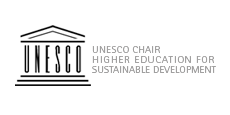 UNESCO
UNESCO CHAIR
HIGHER EDUCATION FOR
SUSTAINABLE DEVELOPMENT